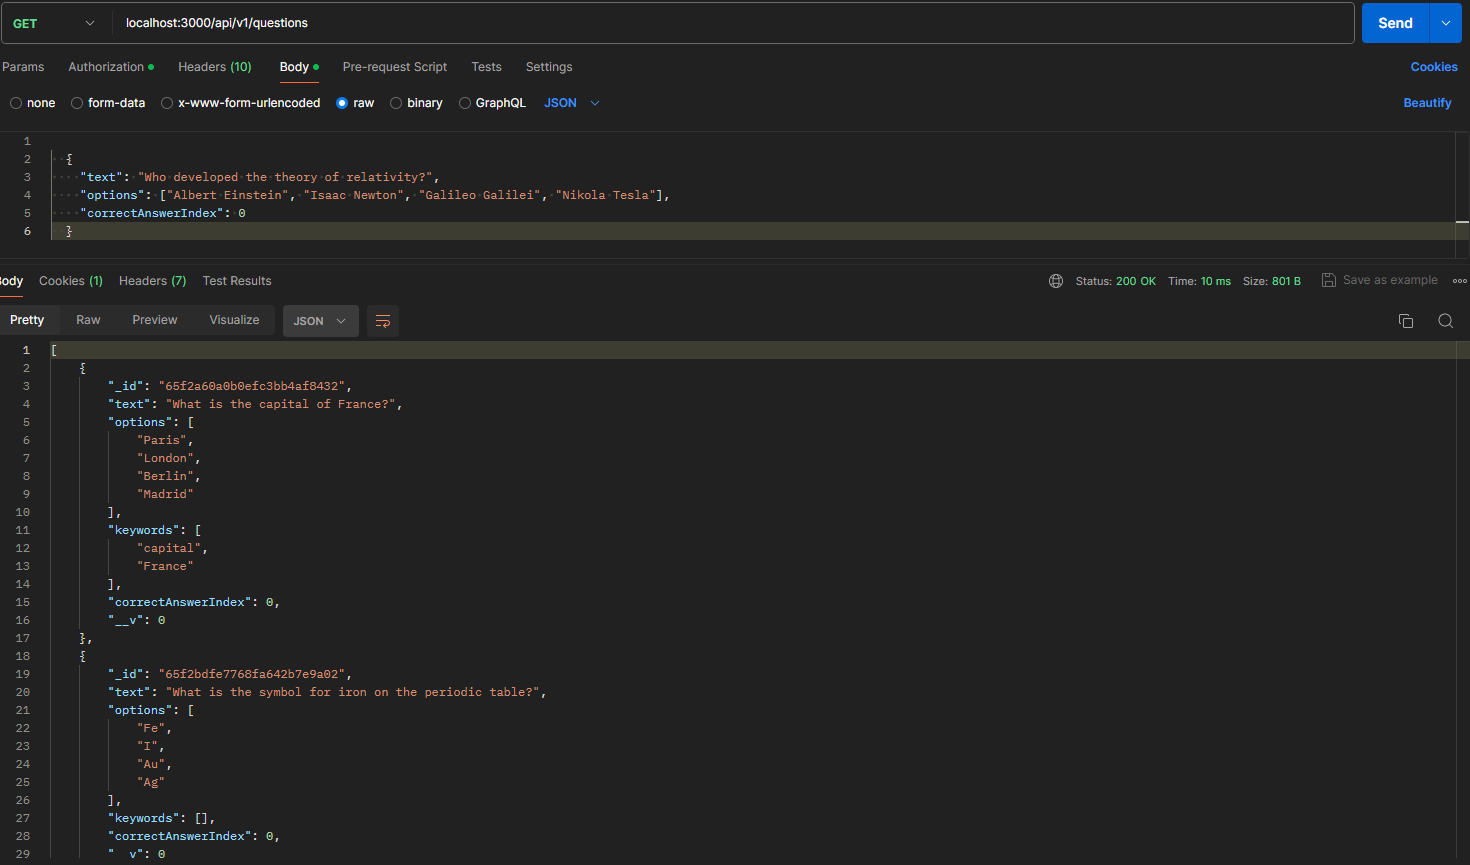 GET localhost:3000/api/v1/questions Send
Params Authorization Headers (10) Body Pre-request Script Tests Settings Cookies
none form-data x-www-form-urlencoded raw binary GraphQL JSON Beautify
1
2 {
3 "text": "Who developed the theory of relativity?",
4 "options": ["Albert Einstein", "Isaac Newton", "Galileo Galilei", "Nikola Tesla"],
5 "correctAnswerIndex": 0
6 }
Body Cookies (1) Headers (7) Test Results Status: 200 OK Time: 10 ms Size: 801 B Save as example
Pretty Raw Preview Visualize JSON
1 [
2 {
3 "_id": "65f2a60a0b0efc3bb4af8432",
4 "text": "What is the capital of France?",
5 "options": [
6 "Paris",
7 "London",
8 "Berlin",
9 "Madrid"
10 ],
11 "keywords": [
12 "capital",
13 "France"
14 ],
15 "correctAnswerIndex": 0,
16 "__v": 0
17 },
18 {
19 "_id": "65f2bdfe7768fa642b7e9a02",
20 "text": "What is the symbol for iron on the periodic table?",
21 "options": [
22 "Fe",
23 "I",
24 "Au",
25 "Ag"
26 ],
27 "keywords": [],
28 "correctAnswerIndex": 0,
29 "__v": 0